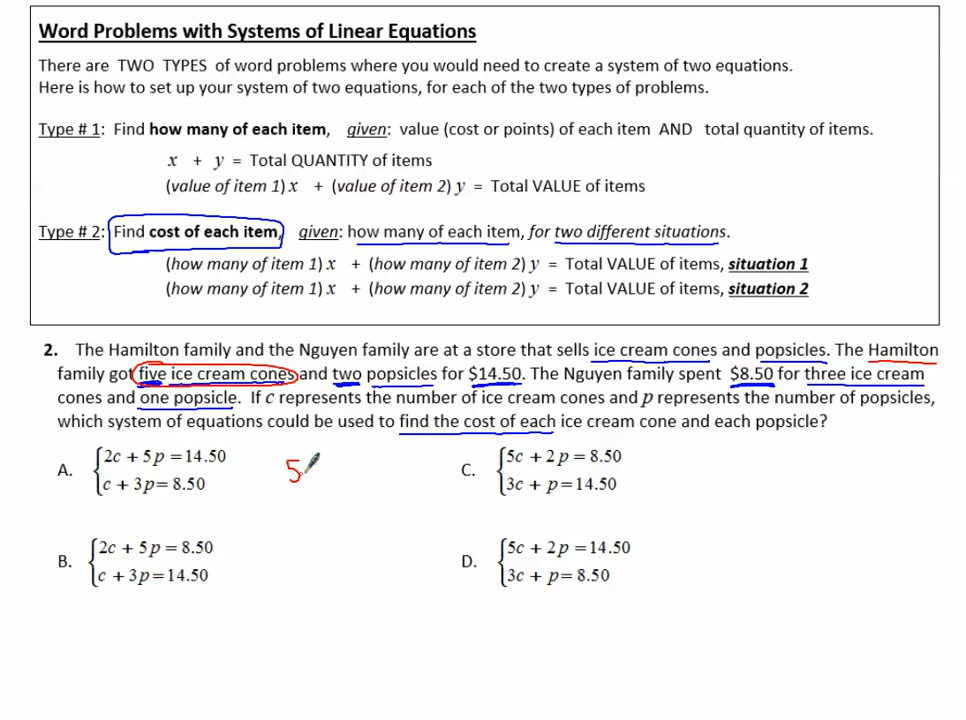 Word Problems with Systems of Linear Equations
There are TWO TYPES of word problems where you would need to create a system of two equations.
Here is how to set up your system of two equations, for each of the two types of problems.
Type # 1: Find how many of each item, given: value (cost or points) of each item AND total quantity of items.
x + y = Total QUANTITY of items
(value of item 1) x + (value of item 2) y = Total VALUE of items
Type # 2: Find cost of each item, given: how many of each item, for two different situations.
(how many of item 1) x + (how many of item 2) y = Total VALUE of items, situation 1
(how many of item 1) x + (how many of item 2) y = Total VALUE of items, situation 2
2. The Hamilton family and the Nguyen family are at a store that sells ice cream cones and popsicles. The Hamilton
family got five ice cream cones and two popsicles for $14.50. The Nguyen family spent $8.50 for three ice cream
cones and one popsicle. If c represents the number of ice cream cones and p represents the number of popsicles,
which system of equations could be used to find the cost of each ice cream cone and each popsicle?
A. 2c + 5p = 14.50
c + 3p = 8.50
5
C. 5c + 2p = 8.50
3c + p = 14.50
B. 2c + 5p = 8.50
c + 3p = 14.50
D. 5c + 2p = 14.50
3c + p = 8.50